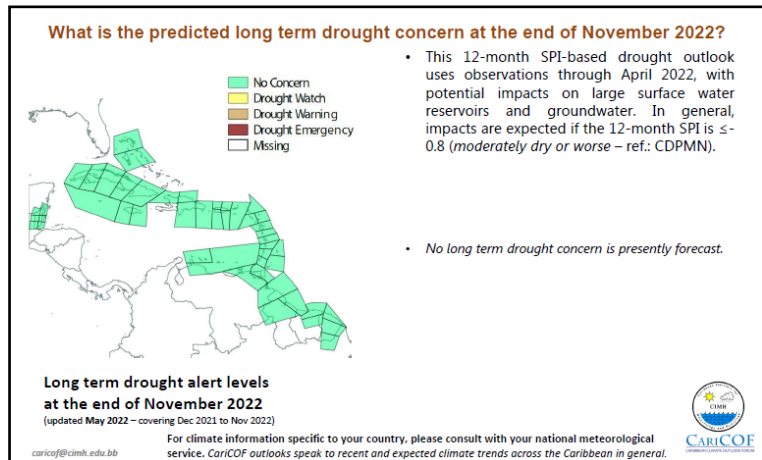 What is the predicted long term drought concern at the end of November 2022?
No Concern
Drought Watch
Drought Warning
Drought Emergency
Missing
• This 12-month SPI-based drought outlook
uses observations through April 2022, with
potential impacts on large surface water
reservoirs and groundwater. In general,
impacts are expected if the 12-month SPI is ≤-
0.8 (moderately dry or worse – ref.: CDPMN).
• No long term drought concern is presently forecast.
Long term drought alert levels
at the end of November 2022
(updated May 2022 – covering Dec 2021 to Nov 2022)
For climate information specific to your country, please consult with your national meteorological
service. CariCOF outlooks speak to recent and expected climate trends across the Caribbean in general.
caricof@cimh.edu.bb
CIMH
CARICOF
CARIBBEAN CLIMATE OUTLOOK FORUM